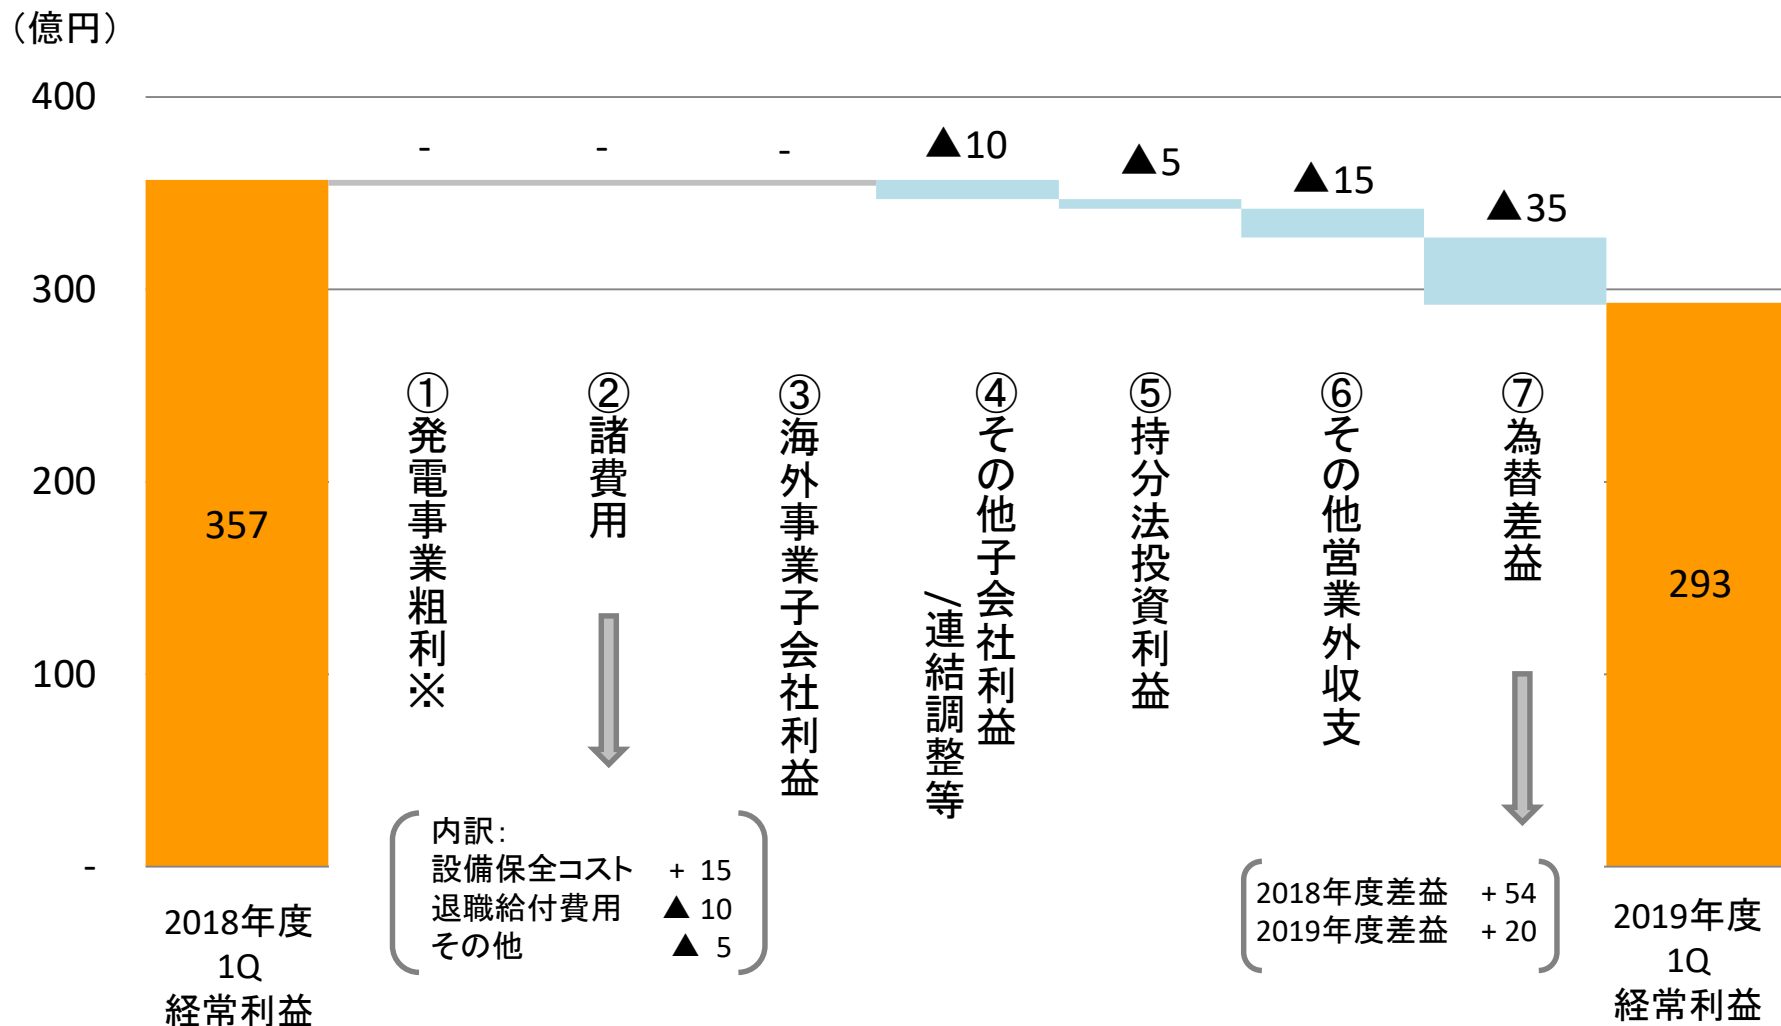 （億円）
400
300
200
100
-
-
-
-
▲10
▲5
▲15
▲35
357
293
①発電事業粗利※
②諸費用
③海外事業子会社利益
④その他子会社利益
/連結調整等
⑤持分法投資利益
⑥その他営業外収支
⑦為替差益
内訳：
設備保全コスト + 15
退職給付費用 ▲ 10
その他 ▲ 5
2018年度差益 + 54
2019年度差益 + 20
2018年度
1Q
経常利益
2019年度
1Q
経常利益